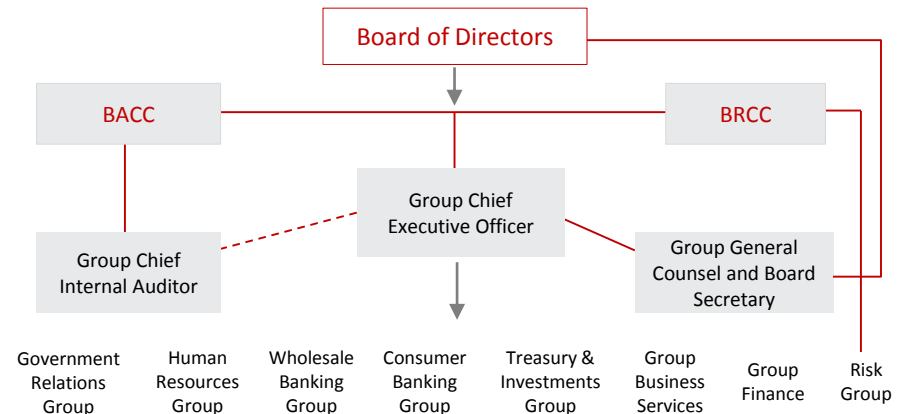 Board of Directors
BACC
BRCC
Group Chief
Executive Officer
Group Chief
Internal Auditor
Group General
Counsel and Board
Secretary
Government
Relations
Group
Human
Resources
Group
Wholesale
Banking
Group
Consumer
Banking
Group
Treasury &
Investments
Group
Group
Business
Services
Group
Finance
Risk
Group